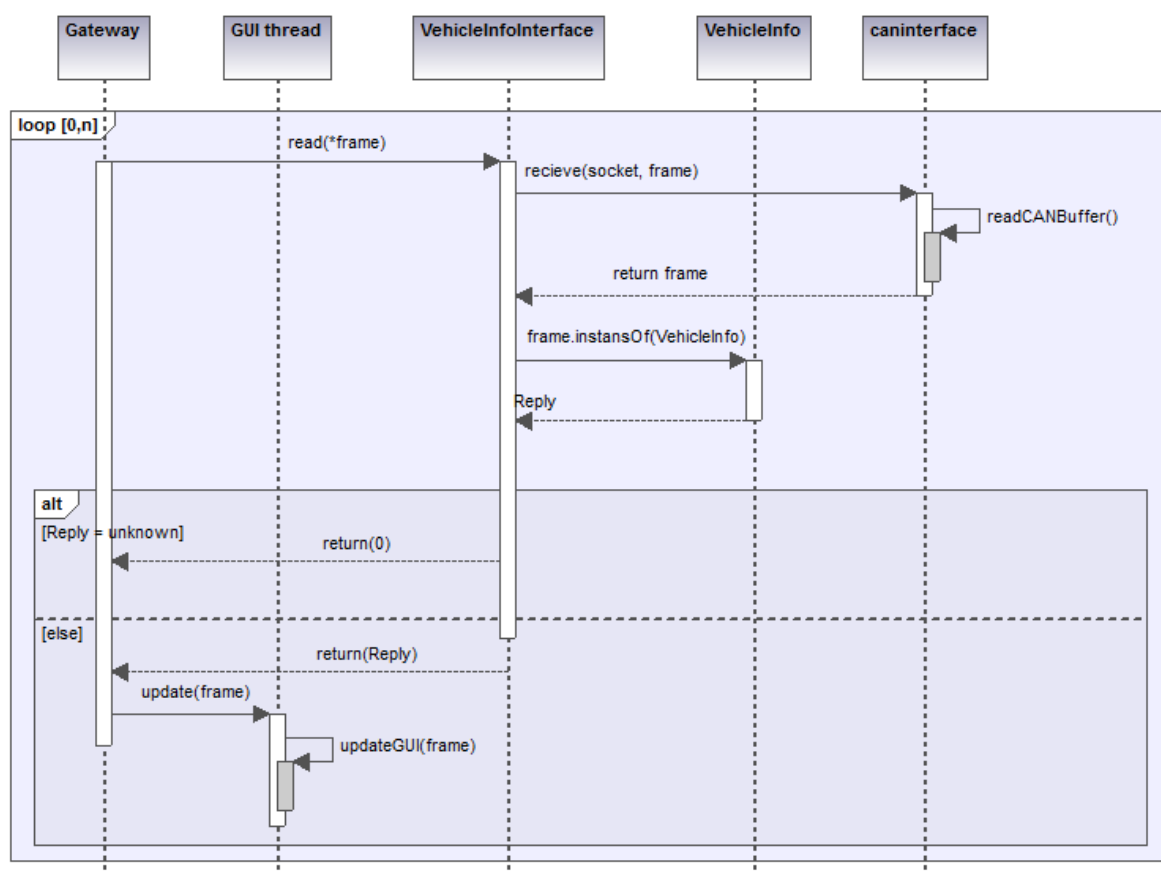 Gateway
GUI thread
VehicleInfoInterface
VehicleInfo
caninterface
loop [0,n]
read(*frame)
recieve(socket, frame)
readCANBuffer()
return frame
frame.instansOf(VehicleInfo)
Reply
alt
[Reply = unknown]
return(0)
[else]
return(Reply)
update(frame)
updateGUI(frame)